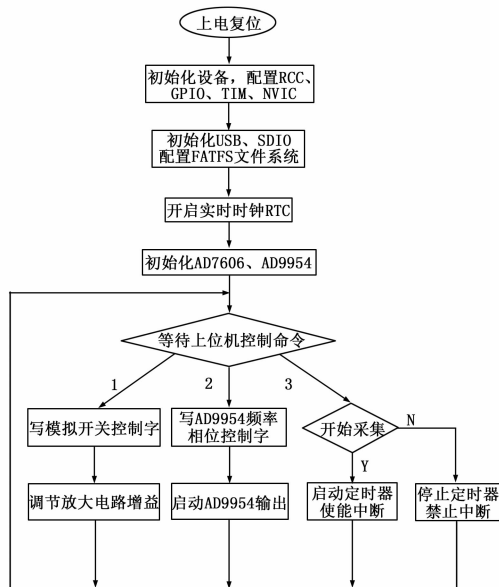 上电复位
初始化设备，配置RCC、
GPIO、TIM、NVIC
初始化USB、SDIO
配置FATFS文件系统
开启实时时钟RTC
初始化AD7606、AD9954
等待上位机控制命令
1
2
3
写模拟开关控制字
写AD9954频率
相位控制字
开始采集
N
Y
调节放大电路增益
启动AD9954输出
启动定时器
使能中断
停止定时器
禁止中断